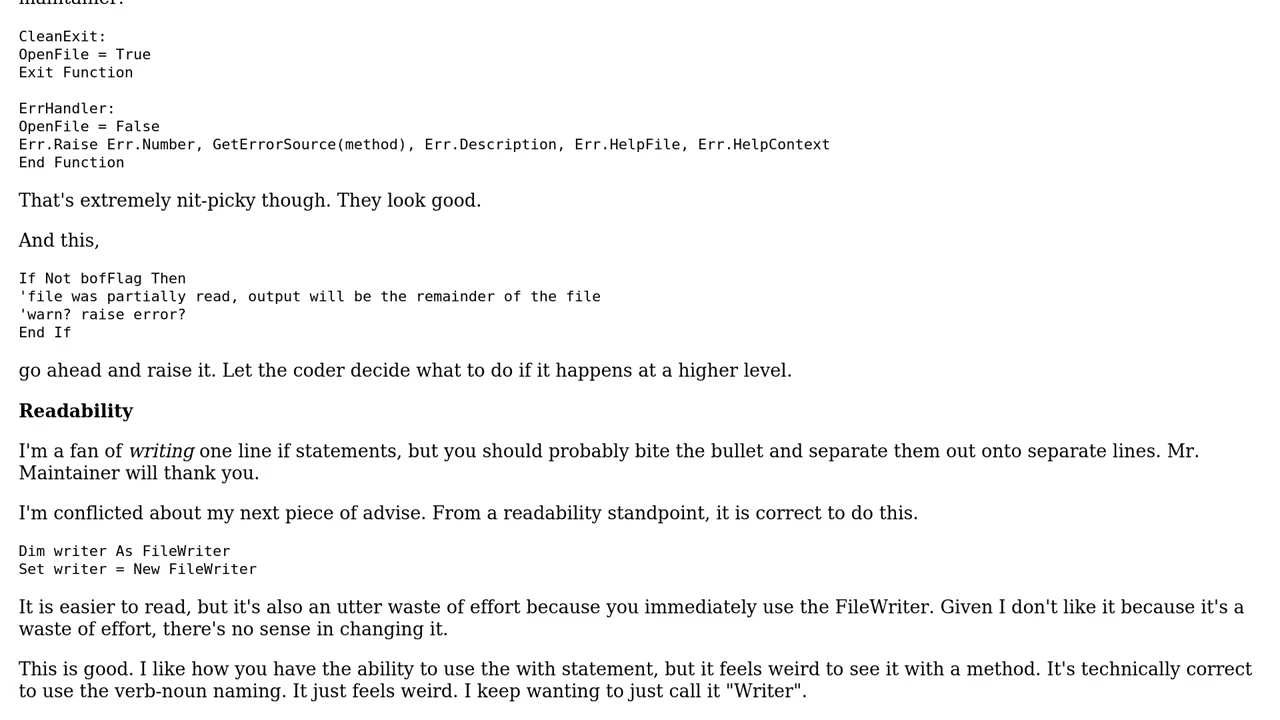 maintainer.
CleanExit:
OpenFile = True
Exit Function
ErrHandler:
OpenFile = False
Err.Raise Err.Number, GetErrorSource(method), Err.Description, Err.HelpFile, Err.HelpContext
End Function
That's extremely nit-picky though. They look good.
And this,
If Not bofFlag Then
'file was partially read, output will be the remainder of the file
'warn? raise error?
End If
go ahead and raise it. Let the coder decide what to do if it happens at a higher level.
Readability
I'm a fan of writing one line if statements, but you should probably bite the bullet and separate them out onto separate lines. Mr.
Maintainer will thank you.
I'm conflicted about my next piece of advise. From a readability standpoint, it is correct to do this.
Dim writer As FileWriter
Set writer = New FileWriter
It is easier to read, but it's also an utter waste of effort because you immediately use the FileWriter. Given I don't like it because it's a
waste of effort, there's no sense in changing it.
This is good. I like how you have the ability to use the with statement, but it feels weird to see it with a method. It's technically correct
to use the verb-noun naming. It just feels weird. I keep wanting to just call it "Writer".